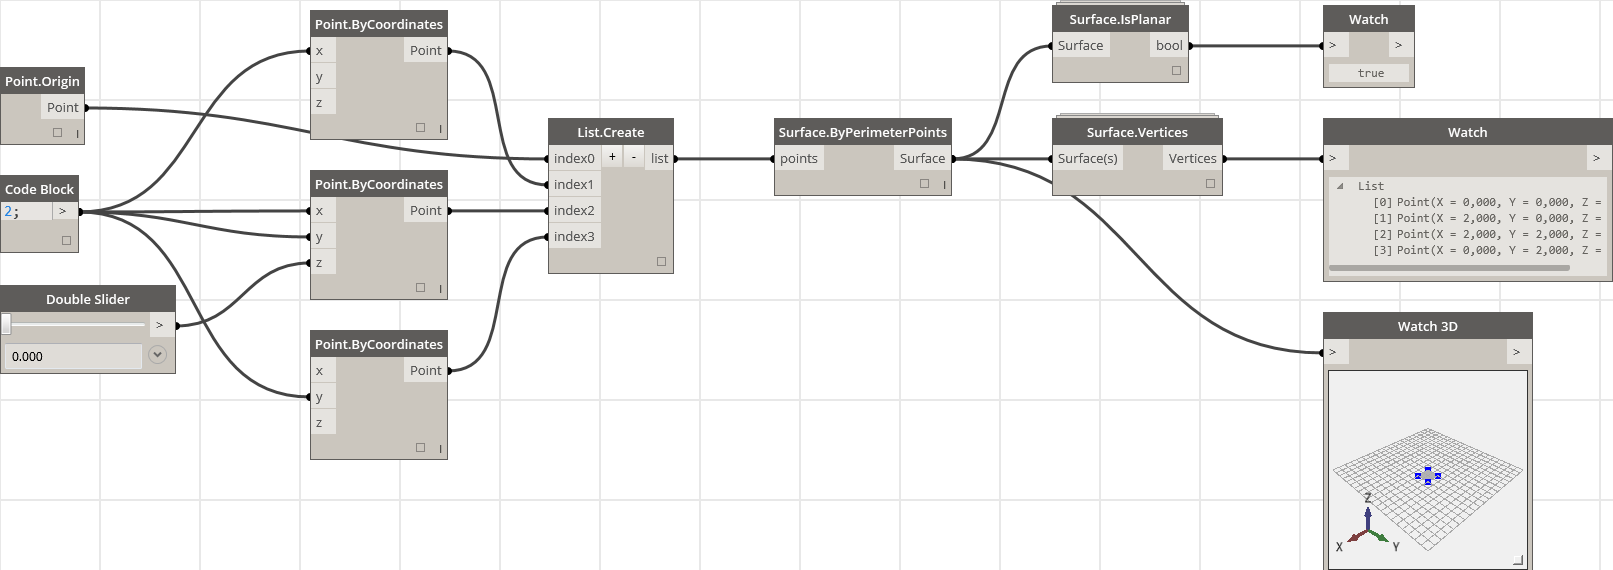 Point.Origin
Point
Code Block
2; >
Double Slider
>
0.000
Point.ByCoordinates
x Point
y
z
Point.ByCoordinates
x Point
y
z
Point.ByCoordinates
x Point
y
z
List.Create
index0 + - list
index1
index2
index3
Surface.ByPerimeterPoints
points Surface
Surface.IsPlanar
Surface bool
Surface.Vertices
Surface(s) Vertices
Watch
> >
true
Watch
> >
List
[0] Point(X = 0,000, Y = 0,000, Z =
[1] Point(X = 2,000, Y = 0,000, Z =
[2] Point(X = 2,000, Y = 2,000, Z =
[3] Point(X = 0,000, Y = 2,000, Z =
Watch 3D
> >
Z
X Y